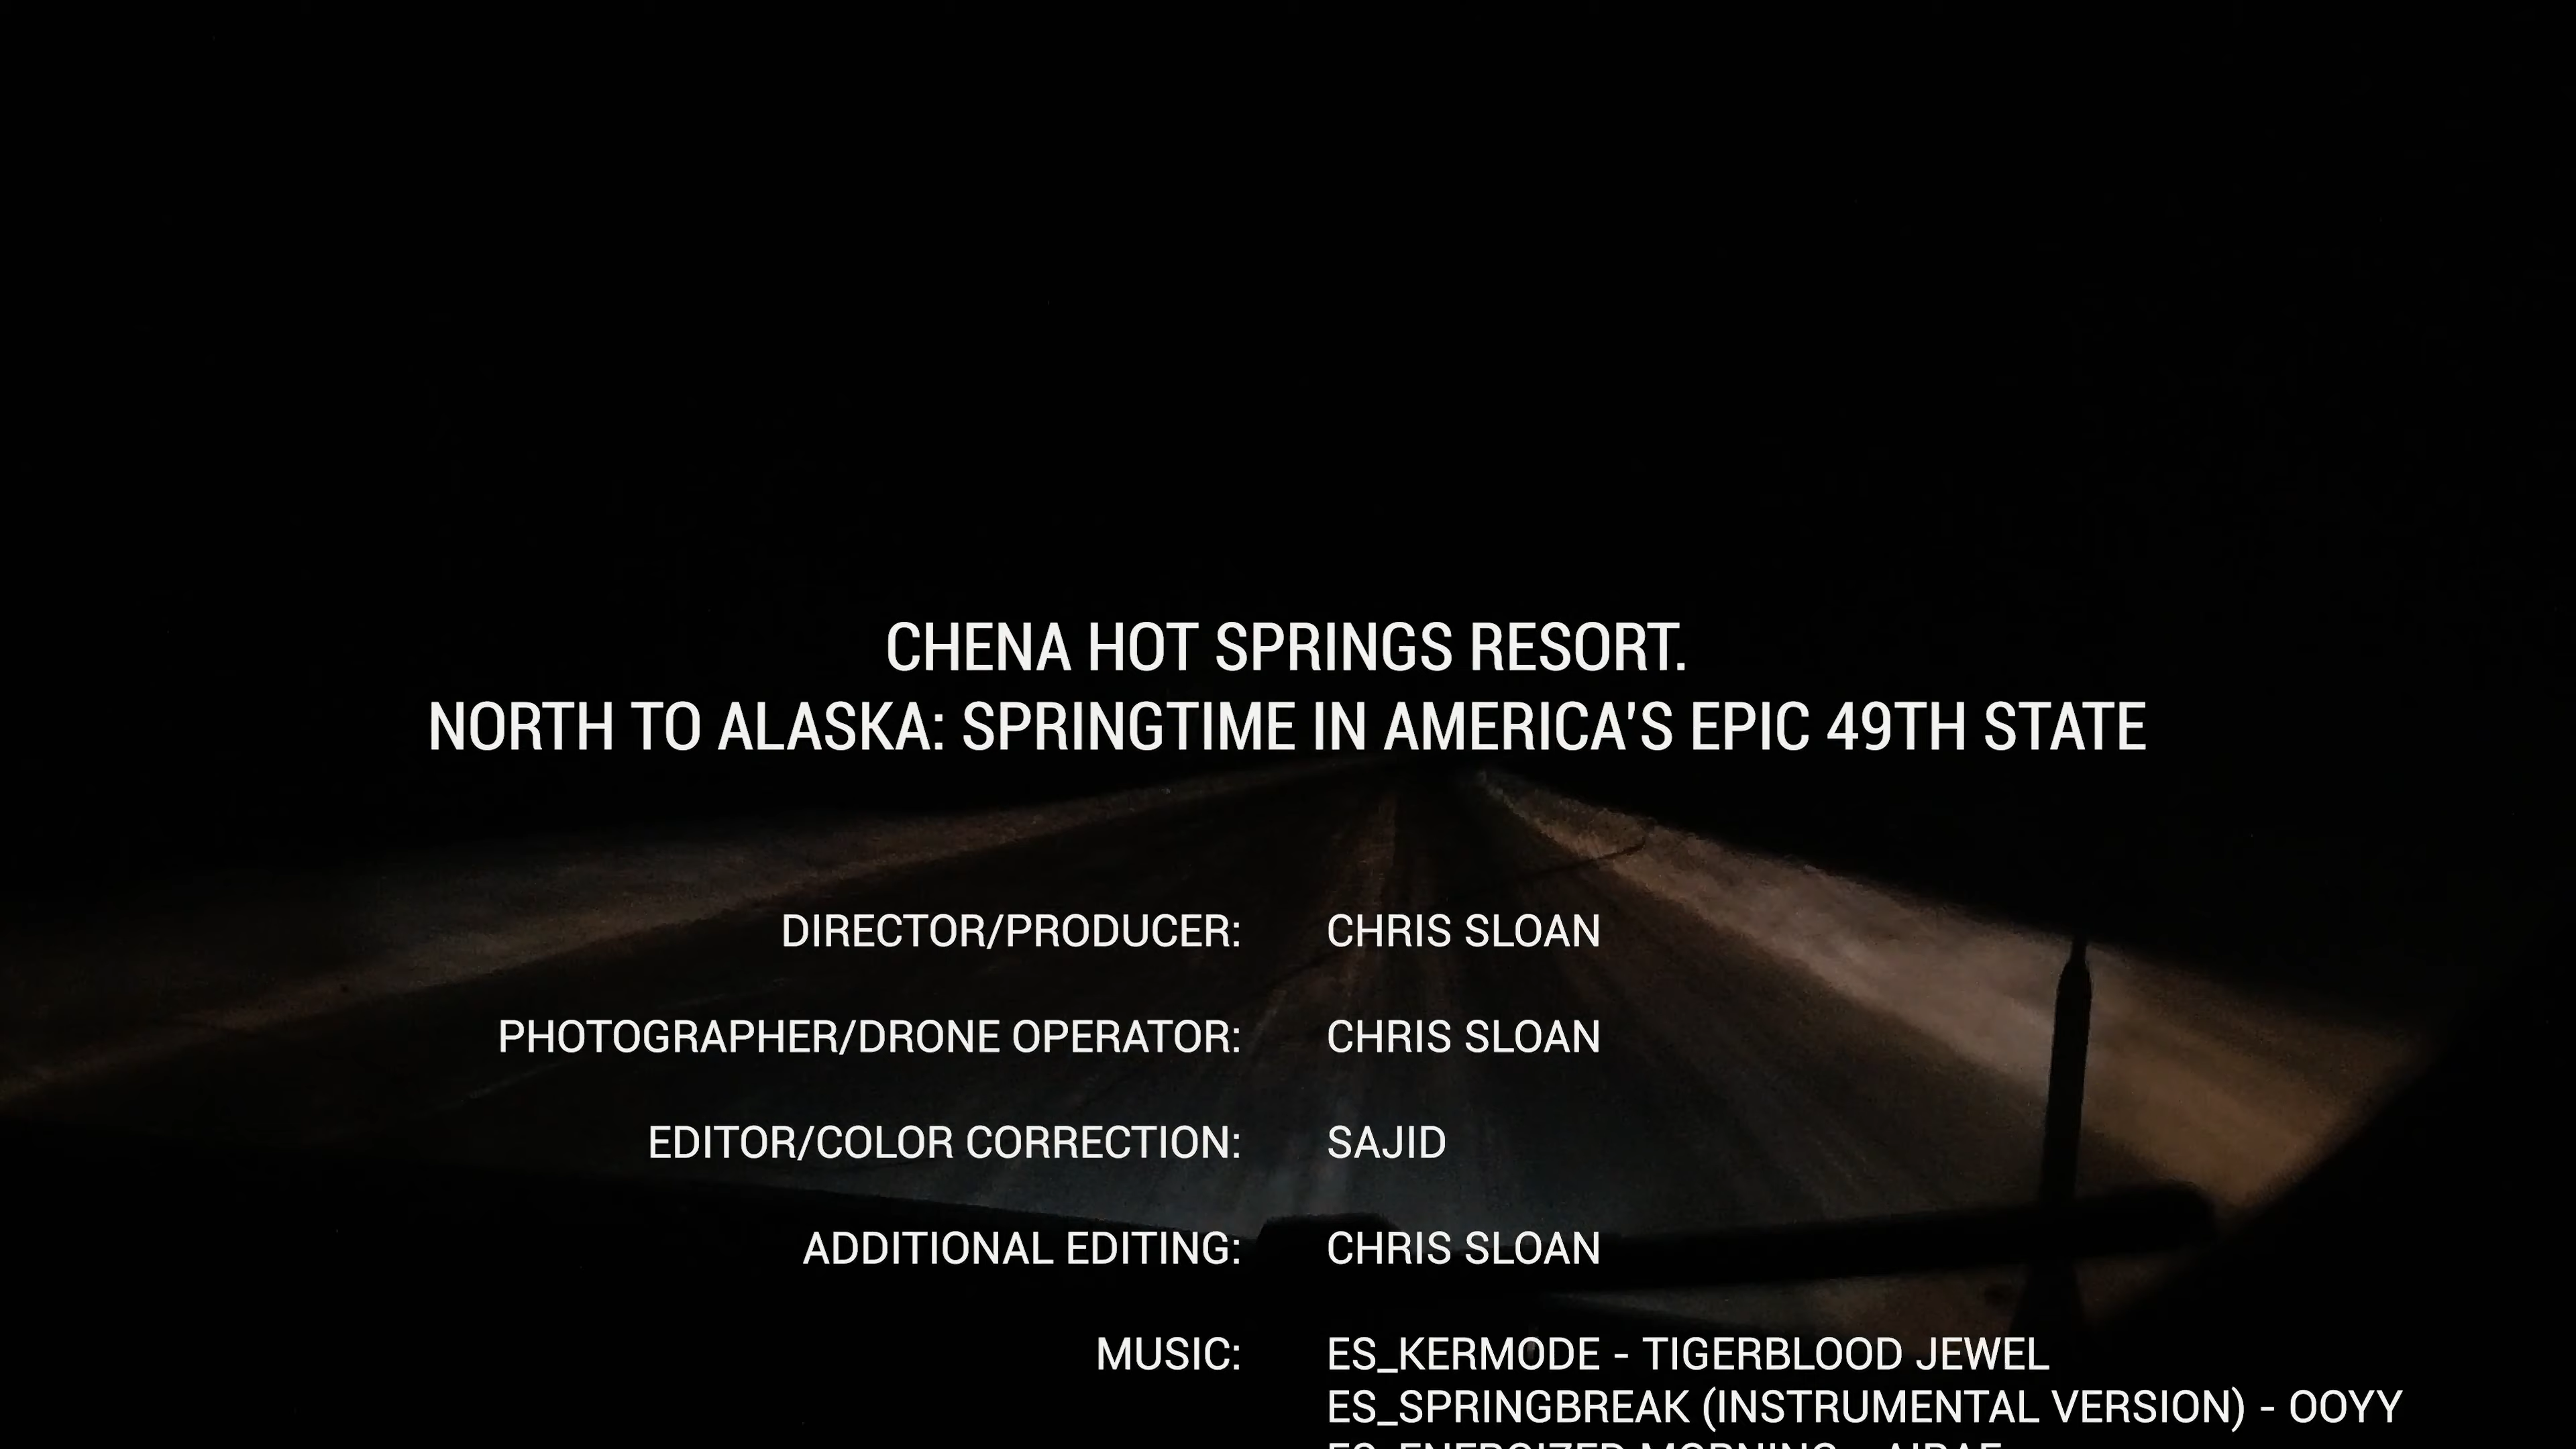 CHENA HOT SPRINGS RESORT.
NORTH TO ALASKA: SPRINGTIME IN AMERICA'S EPIC 49TH STATE
DIRECTOR/PRODUCER: CHRIS SLOAN
PHOTOGRAPHER/DRONE OPERATOR: CHRIS SLOAN
EDITOR/COLOR CORRECTION: SAJID
ADDITIONAL EDITING: CHRIS SLOAN
MUSIC: ES_KERMODE - TIGERBLOOD JEWEL
ES_SPRINGBREAK (INSTRUMENTAL VERSION) - OOYY